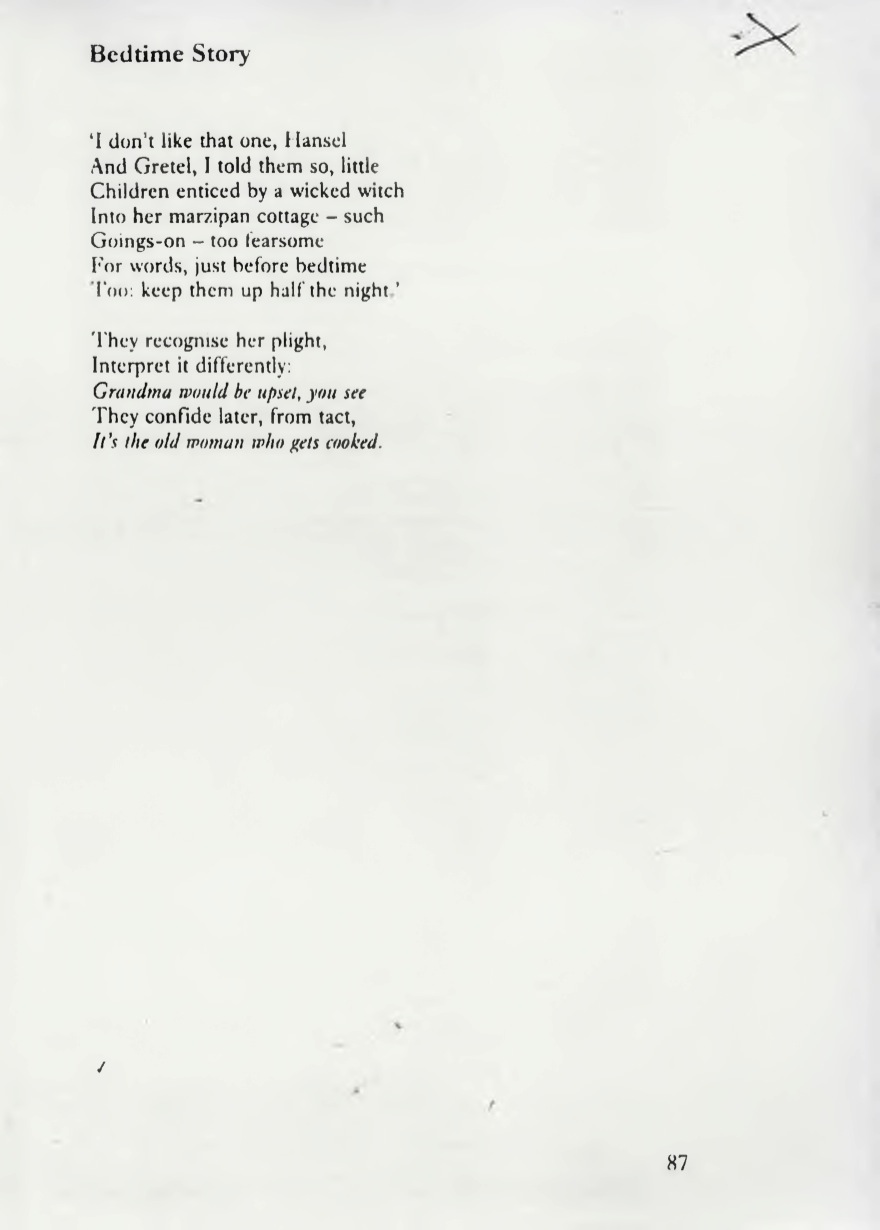 Bedtime Story
'I don't like that one, Hansel
And Gretel, I told them so, little
Children enticed by a wicked witch
Into her marzipan cottage – such
Goings-on – too fearsome
For words, just before bedtime
Too: keep them up half the night.'
They recognise her plight,
Interpret it differently:
Grandma would be upset, you see
They confide later, from tact,
It's the old woman who gets cooked.
87